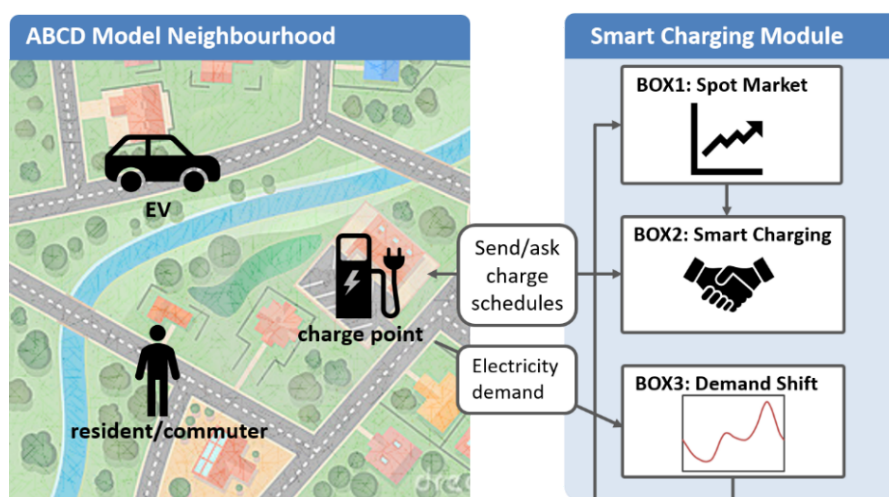 ABCD Model Neighbourhood
EV
charge point
resident/commuter
Send/ask
charge
schedules
Electricity
demand
Smart Charging Module
BOX1: Spot Market
BOX2: Smart Charging
BOX3: Demand Shift